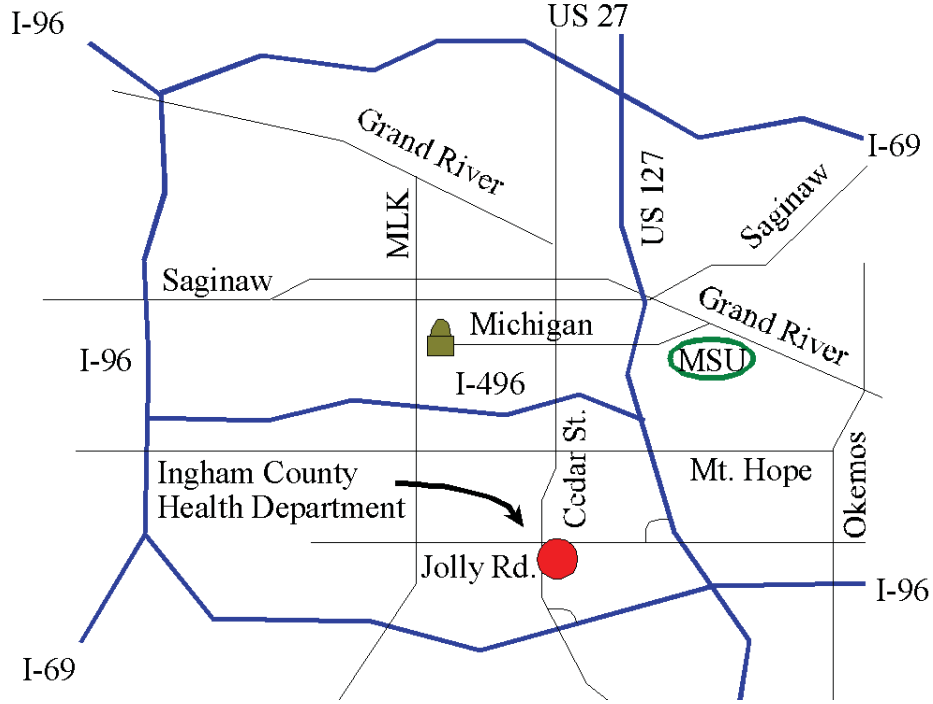 I-96
US 27
Grand River
I-69
MLK
US 127
Saginaw
Saginaw
Michigan
Grand River
MSU
I-96
I-496
Cedar St.
Mt. Hope
Okemos
Ingham County
Health Department
Jolly Rd.
I-96
I-69